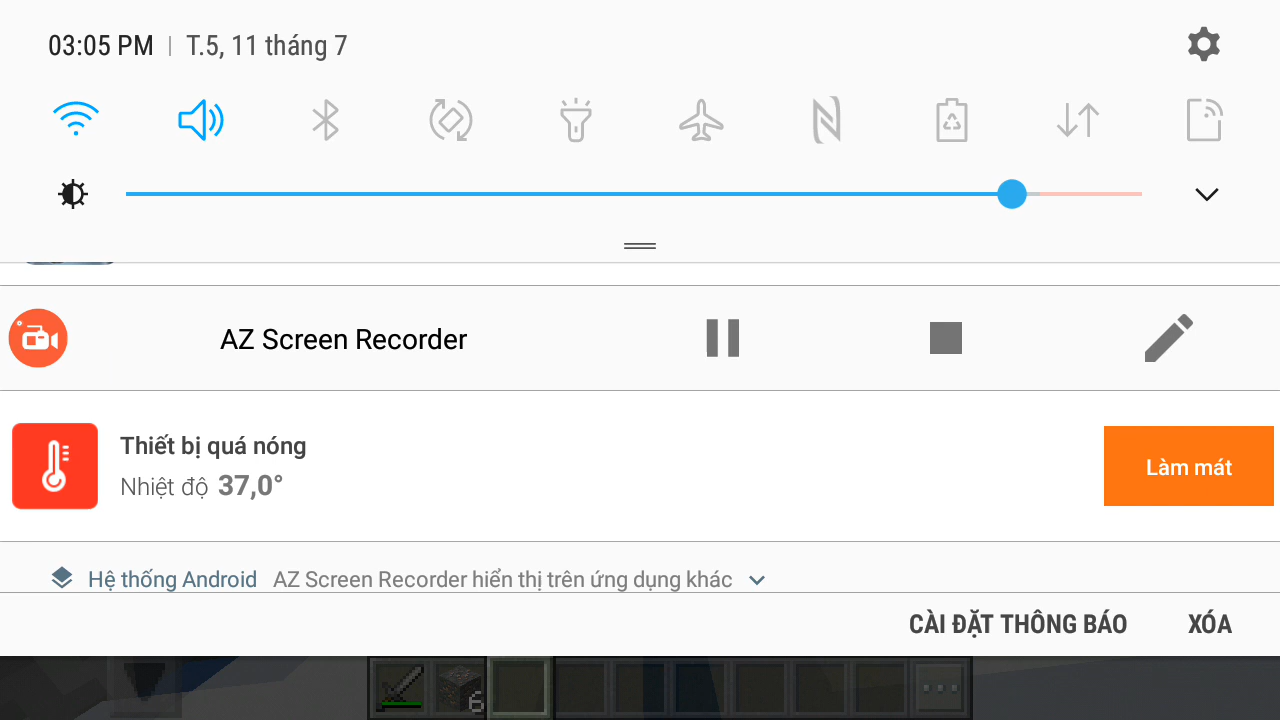 03:05 PM | T.5, 11 tháng 7
AZ Screen Recorder
Thiết bị quá nóng
Nhiệt độ 37,0°
Làm mát
Hệ thống Android AZ Screen Recorder hiển thị trên ứng dụng khác
CÀI ĐẶT THÔNG BÁO XÓA
6